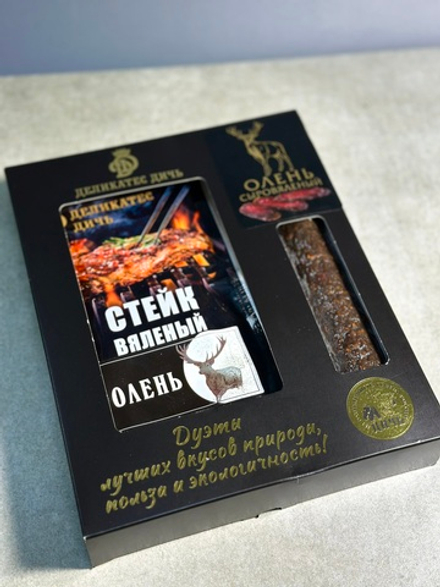 ДЕЛИКАТЕС ДИЧЬ
ОЛЕНЬ
СЫРОВЯЛЕНЫЙ
ДЕЛИКАТЕС
ДИЧЬ
СТЕЙК
ВЯЛЕНЫЙ
ОЛЕНЬ
Дуэты
лучших вкусов природы,
польза и экологичность!